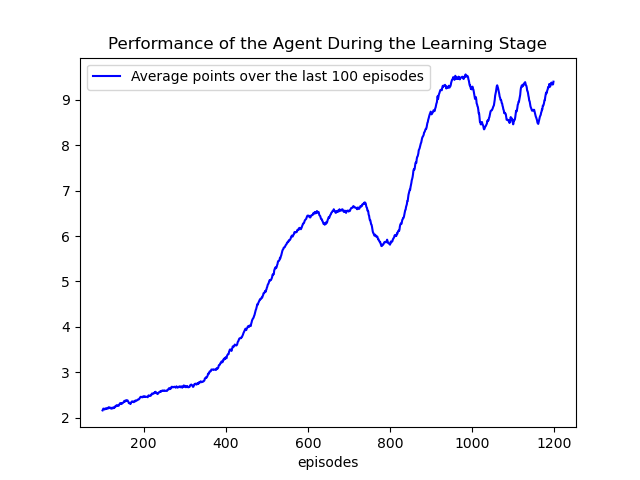 Performance of the Agent During the Learning Stage
Average points over the last 100 episodes
9
8
7
6
5
4
3
2
200 400 600 800 1000 1200
episodes